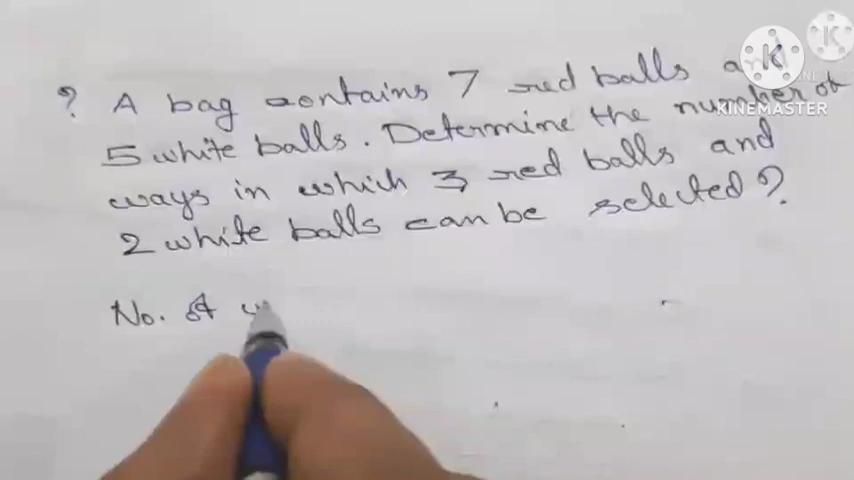 ? A bag contains 7 red balls and
5 white balls. Determine the number of
ways in which 3 red balls and
2 white balls can be selected?
No. of
KINEMASTER